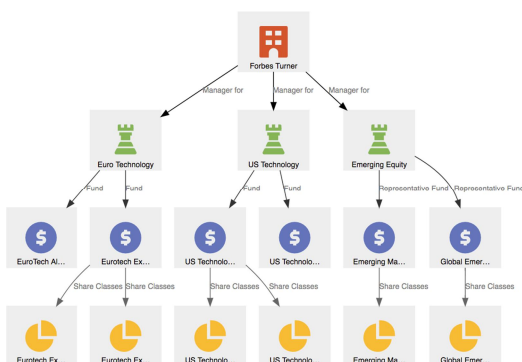 Forbes Turner
Manager for Manager for Manager for
Euro Technology US Technology Emerging Equity
Fund Fund Fund Fund Representative Fund Representative Fund
EuroTech Al... Eurotech Ex... US Technolo... US Technolo... Emerging Ma... Global Emer...
Share Classes Share Classes Share Classes Share Classes Share Classes Share Classes
Eurotech Ex... Eurotech Ex... US Technolo... US Technolo... Emerging Ma... Global Emer...